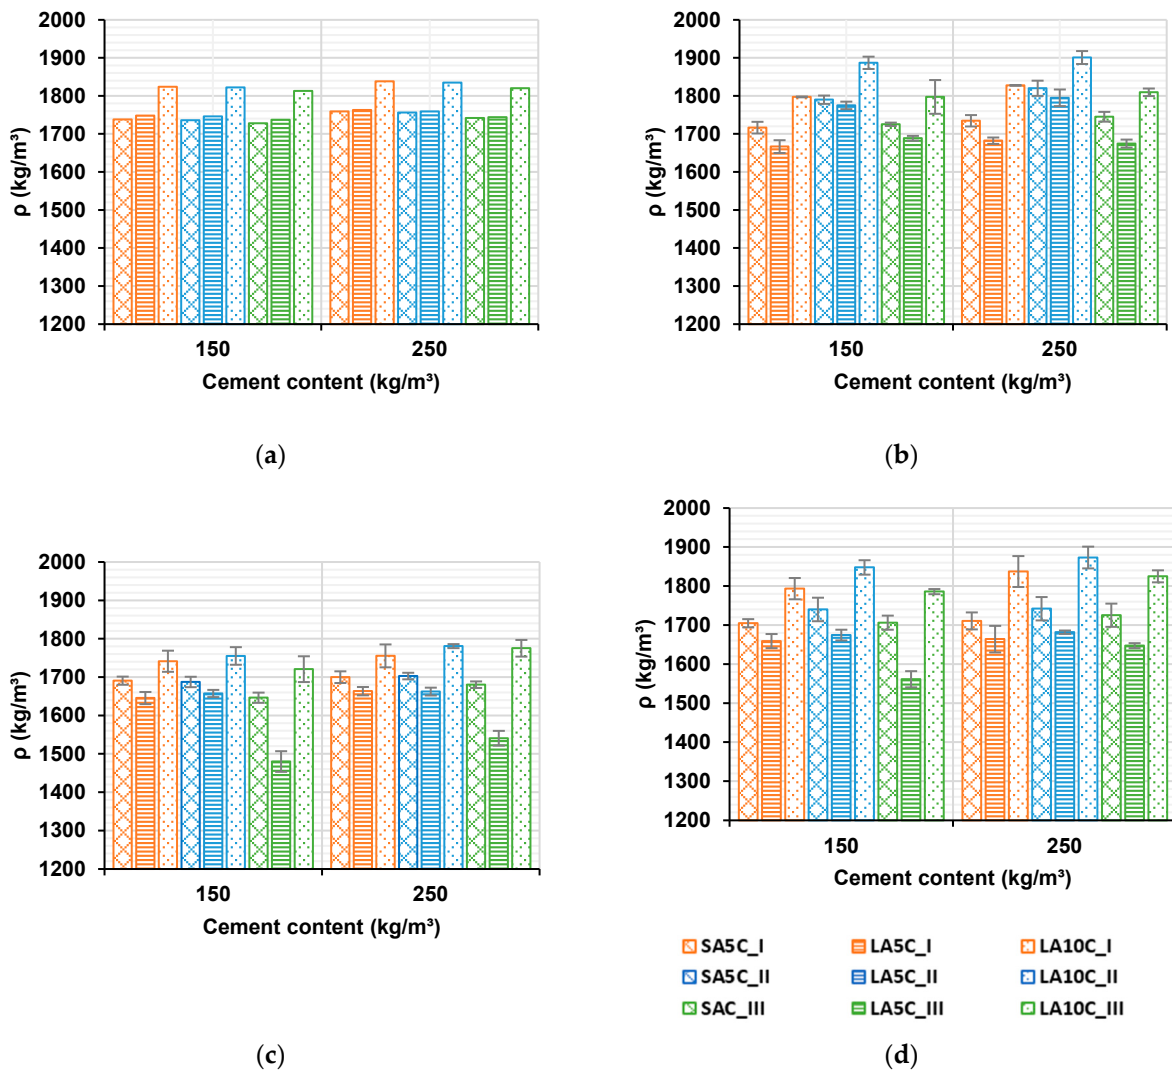 2000
1900
1800
1700
1600
1500
1400
1300
1200
ρ (kg/m³)
150
250
Cement content (kg/m³)
(a)
2000
1900
1800
1700
1600
1500
1400
1300
1200
ρ (kg/m³)
150
250
Cement content (kg/m³)
(b)
2000
1900
1800
1700
1600
1500
1400
1300
1200
ρ (kg/m³)
150
250
Cement content (kg/m³)
(c)
2000
1900
1800
1700
1600
1500
1400
1300
1200
ρ (kg/m³)
150
250
Cement content (kg/m³)
SA5C_I LA5C_I LA10C_I
SA5C_II LA5C_II LA10C_II
SAC_III LA5C_III LA10C_III
(d)